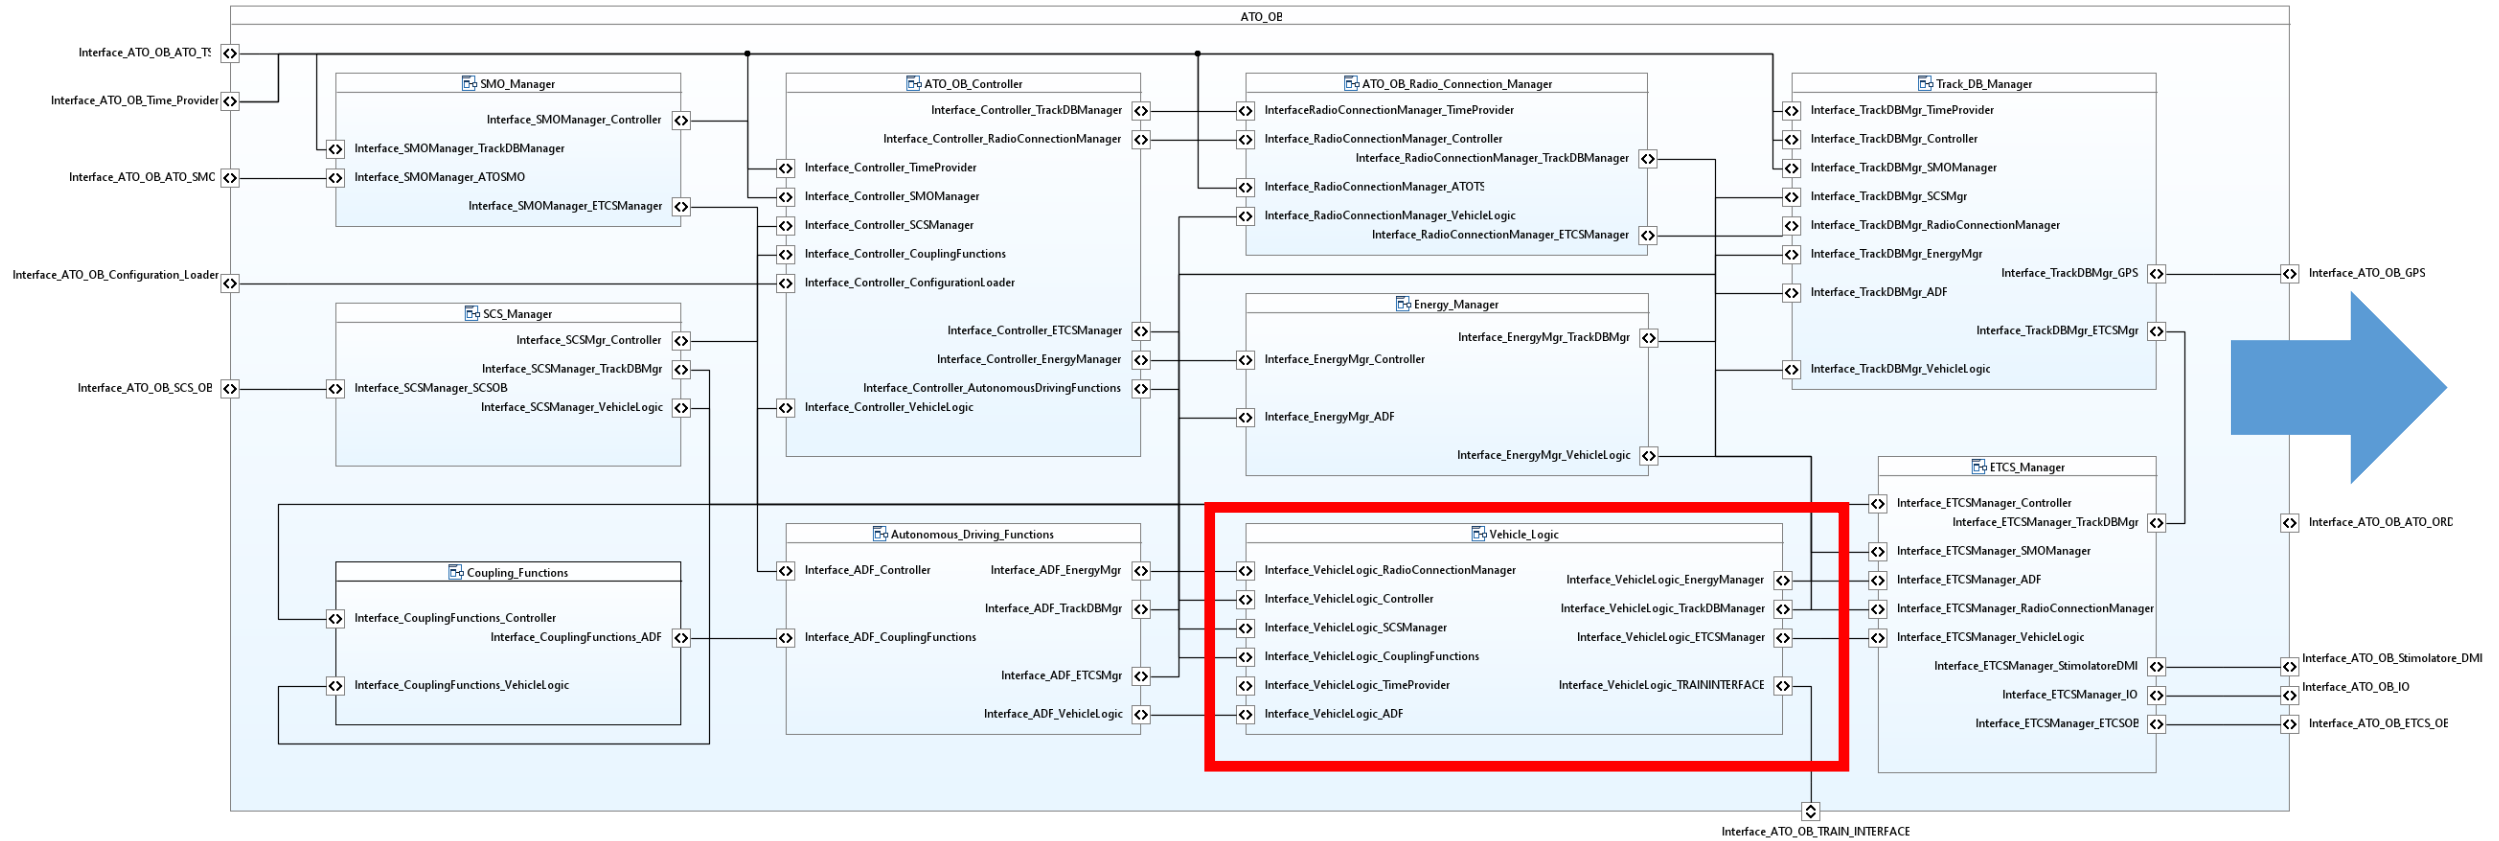 ATO_OB
Interface_ATO_OB_ATO_TS
Interface_ATO_OB_Time_Provider
Interface_ATO_OB_ATO_SMO
Interface_ATO_OB_Configuration_Loader
Interface_ATO_OB_SCS_OB
SMO_Manager
Interface_SMOManager_Controller
Interface_SMOManager_TrackDBManager
Interface_SMOManager_ATOSMO
Interface_SMOManager_ETCSManager
SCS_Manager
Interface_SCSMgr_Controller
Interface_SCSManager_TrackDBMgr
Interface_SCSManager_SCSOB
Interface_SCSManager_VehicleLogic
Coupling_Functions
Interface_CouplingFunctions_Controller
Interface_CouplingFunctions_ADF
Interface_CouplingFunctions_VehicleLogic
ATO_OB_Controller
Interface_Controller_TrackDBManager
Interface_Controller_RadioConnectionManager
Interface_Controller_TimeProvider
Interface_Controller_SMOManager
Interface_Controller_SCSManager
Interface_Controller_CouplingFunctions
Interface_Controller_ConfigurationLoader
Interface_Controller_ETCSManager
Interface_Controller_EnergyManager
Interface_Controller_AutonomousDrivingFunctions
Interface_Controller_VehicleLogic
Autonomous_Driving_Functions
Interface_ADF_Controller
Interface_ADF_EnergyMgr
Interface_ADF_TrackDBMgr
Interface_ADF_CouplingFunctions
Interface_ADF_ETCSMgr
Interface_ADF_VehicleLogic
ATO_OB_Radio_Connection_Manager
InterfaceRadioConnectionManager_TimeProvider
Interface_RadioConnectionManager_Controller
Interface_RadioConnectionManager_TrackDBManager
Interface_RadioConnectionManager_ATOTS
Interface_RadioConnectionManager_VehicleLogic
Interface_RadioConnectionManager_ETCSManager
Energy_Manager
Interface_EnergyMgr_TrackDBMgr
Interface_EnergyMgr_Controller
Interface_EnergyMgr_ADF
Interface_EnergyMgr_VehicleLogic
Vehicle_Logic
Interface_VehicleLogic_RadioConnectionManager
Interface_VehicleLogic_EnergyManager
Interface_VehicleLogic_Controller
Interface_VehicleLogic_TrackDBManager
Interface_VehicleLogic_SCSManager
Interface_VehicleLogic_ETCSManager
Interface_VehicleLogic_CouplingFunctions
Interface_VehicleLogic_TimeProvider
Interface_VehicleLogic_TRAININTERFACE
Interface_VehicleLogic_ADF
Track_DB_Manager
Interface_TrackDBMgr_TimeProvider
Interface_TrackDBMgr_Controller
Interface_TrackDBMgr_SMOManager
Interface_TrackDBMgr_SCSMgr
Interface_TrackDBMgr_RadioConnectionManager
Interface_TrackDBMgr_EnergyMgr
Interface_TrackDBMgr_GPS
Interface_TrackDBMgr_ADF
Interface_TrackDBMgr_ETCSMgr
Interface_TrackDBMgr_VehicleLogic
ETCS_Manager
Interface_ETCSManager_Controller
Interface_ETCSManager_TrackDBMgr
Interface_ETCSManager_SMOManager
Interface_ETCSManager_ADF
Interface_ETCSManager_RadioConnectionManager
Interface_ETCSManager_VehicleLogic
Interface_ETCSManager_StimolatoreDMI
Interface_ETCSManager_IO
Interface_ETCSManager_ETCSOB
Interface_ATO_OB_GPS
Interface_ATO_OB_ATO_ORD
Interface_ATO_OB_Stimolatore_DMI
Interface_ATO_OB_IO
Interface_ATO_OB_ETCS_OB
Interface_ATO_OB_TRAIN_INTERFACE